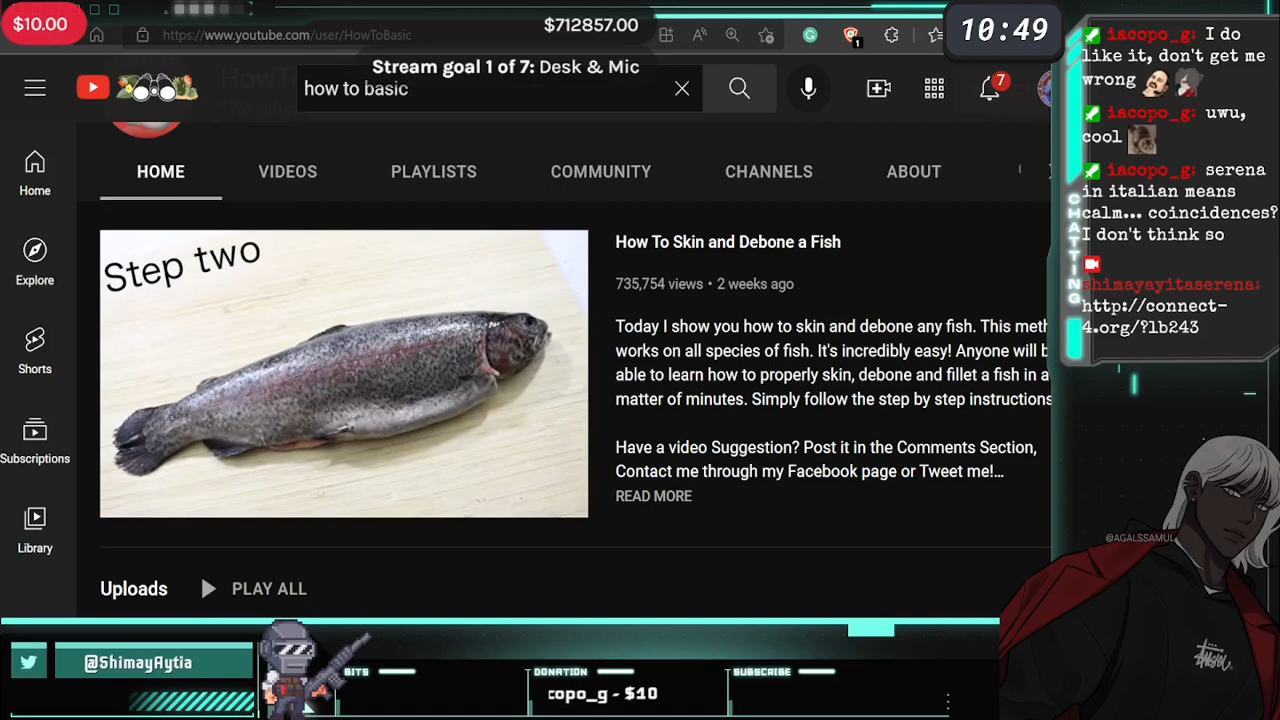 $10.00
https://www.youtube.com/user/HowToBasic
$712857.00
1
10:49
Stream goal 1 of 7: Desk & Mic
how to basic
7
HOME
VIDEOS
PLAYLISTS
COMMUNITY
CHANNELS
ABOUT
Home
Explore
Shorts
Subscriptions
Library
Step two
How To Skin and Debone a Fish
735,754 views • 2 weeks ago
Today I show you how to skin and debone any fish. This meth
works on all species of fish. It's incredibly easy! Anyone will b
able to learn how to properly skin, debone and fillet a fish in a
matter of minutes. Simply follow the step by step instructions
Have a video Suggestion? Post it in the Comments Section,
Contact me through my Facebook page or Tweet me!...
READ MORE
Uploads
PLAY ALL
iacopo_g: I do
like it, don't get me
wrong
iacopo_g: uwu,
cool
iacopo_g: serena
in italian means
calm... coincidences?
I don't think so
shimayayitaserena:
http://connect-
4.org/?lb243
CHATTING
@AGALSSAMUL
@ShimayAytia
BITS
DONATION
copo_g - $10
SUBSCRIBE